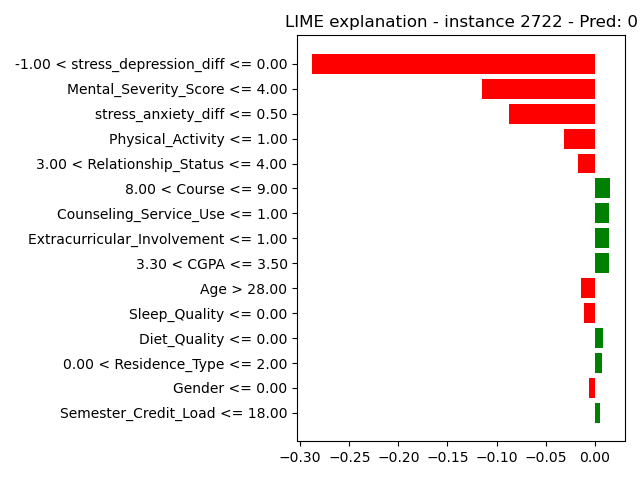 LIME explanation - instance 2722 - Pred: 0
-1.00 < stress_depression_diff <= 0.00
Mental_Severity_Score <= 4.00
stress_anxiety_diff <= 0.50
Physical_Activity <= 1.00
3.00 < Relationship_Status <= 4.00
8.00 < Course <= 9.00
Counseling_Service_Use <= 1.00
Extracurricular_Involvement <= 1.00
3.30 < CGPA <= 3.50
Age > 28.00
Sleep_Quality <= 0.00
Diet_Quality <= 0.00
0.00 < Residence_Type <= 2.00
Gender <= 0.00
Semester_Credit_Load <= 18.00
−0.30 −0.25 −0.20 −0.15 −0.10 −0.05 0.00